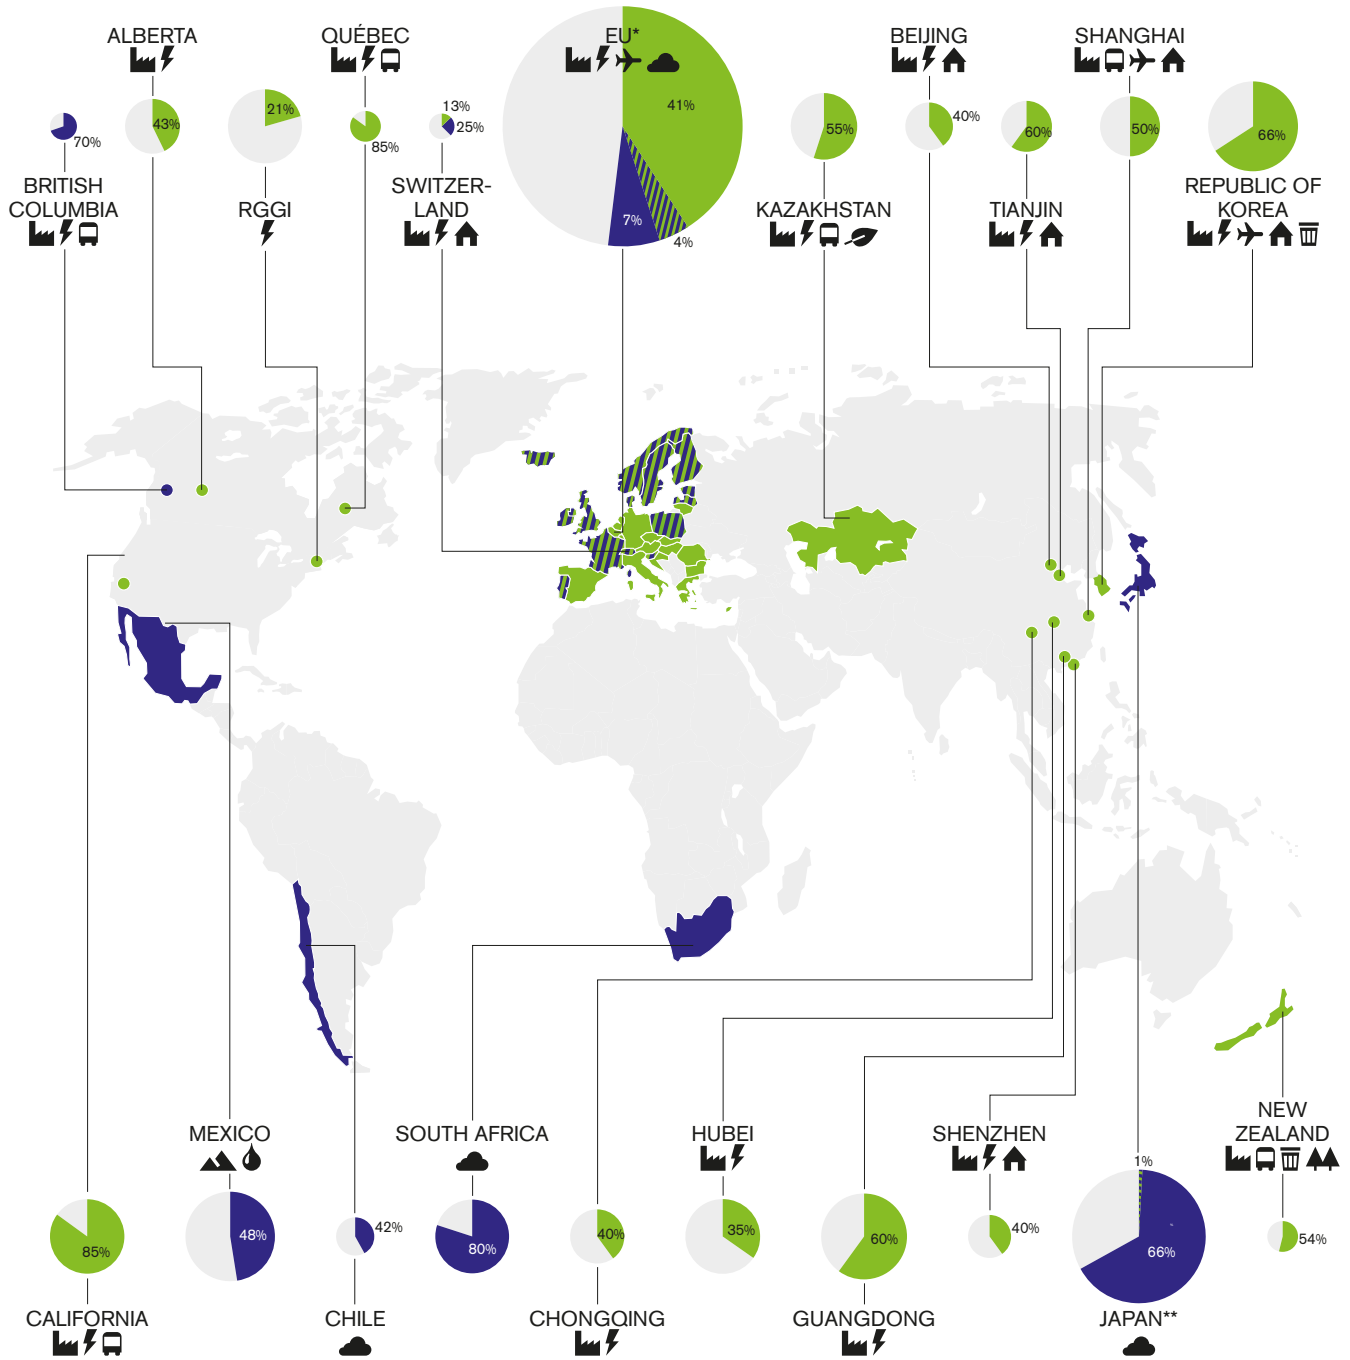 ALBERTA
43%
QUÉBEC
85%
EU*
41%
7%
4%
BEIJING
40%
SHANGHAI
50%
70%
BRITISH
COLUMBIA
21%
RGGI
13%
25%
SWITZER-
LAND
55%
KAZAKHSTAN
60%
TIANJIN
66%
REPUBLIC OF
KOREA
MEXICO
48%
SOUTH AFRICA
80%
HUBEI
35%
SHENZHEN
40%
NEW
ZEALAND
54%
85%
CALIFORNIA
42%
CHILE
40%
CHONGQING
60%
GUANGDONG
1%
66%
JAPAN**